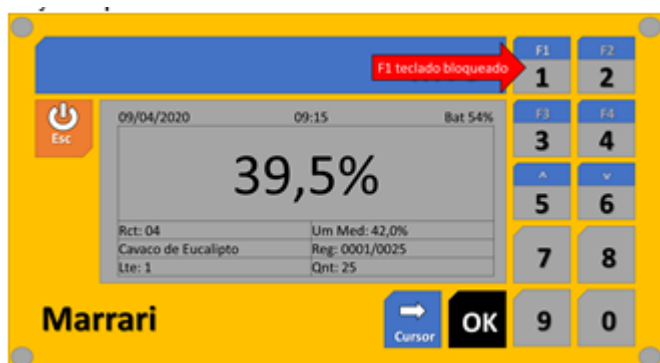 F1 teclado bloqueado
F1
1
F2
2
Esc
09/04/2020 09:15 Bat 54%
39,5%
F3
3
F4
4
^
5
v
6
Rct: 04 Um Med: 42,0%
Cavaco de Eucalipto Reg: 0001/0025
Lte: 1 Qnt: 25
7
8
Marrari
Cursor
OK
9
0